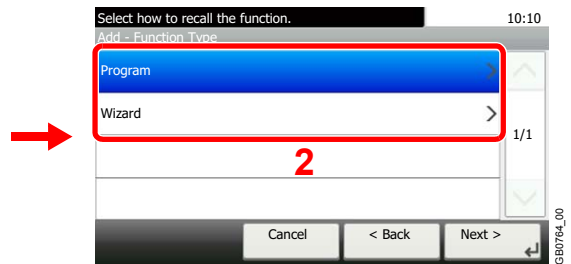 Select how to recall the function. 10:10
Add - Function Type
Program
Wizard
1/1
2
Cancel < Back Next >
GB0764_00